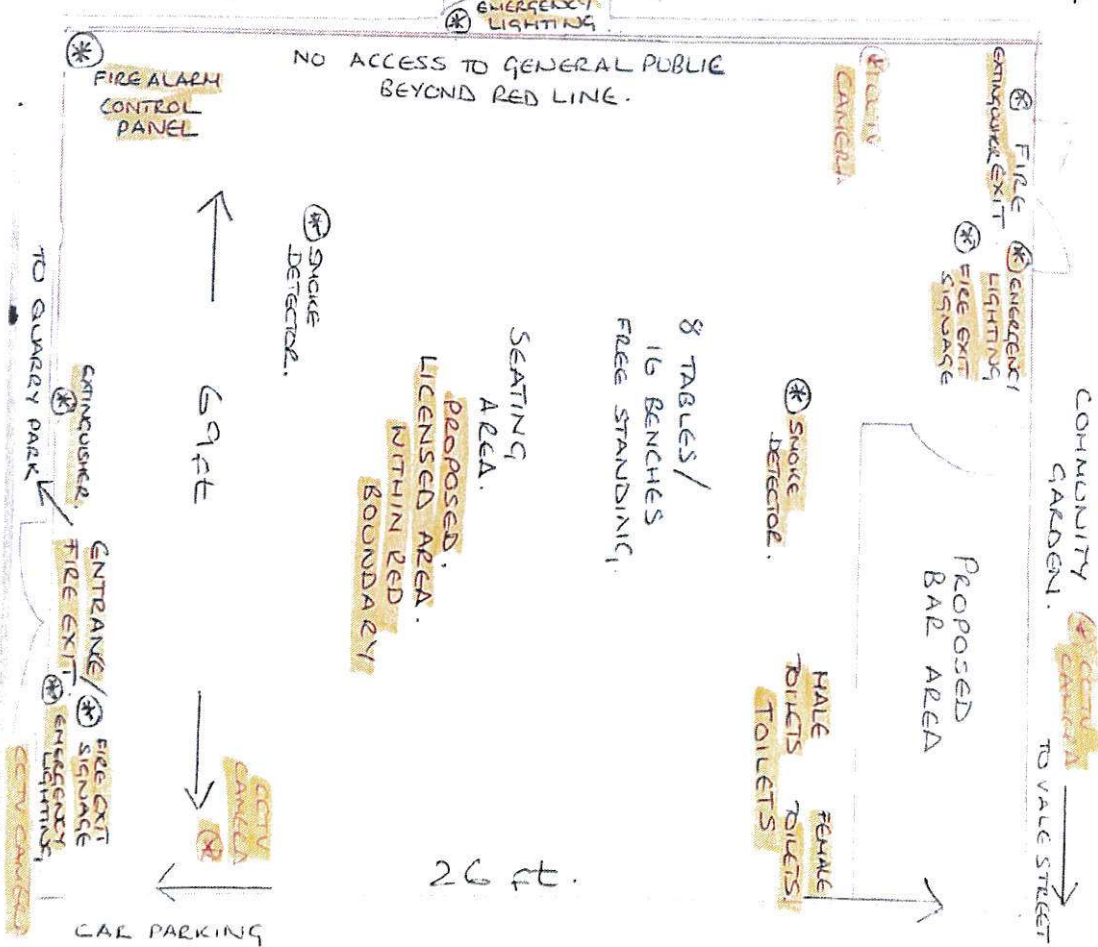 EMERGENCY
LIGHTING
NO ACCESS TO GENERAL PUBLIC
BEYOND RED LINE.
FIRE ALARM
CONTROL
PANEL
CCTV
CAMERA
FIRE
EXTINGUISHER EXIT
EMERGENCY
LIGHTING
FIRE EXIT
SIGNAGE
COMMUNITY
GARDEN.
CCTV
CAMERA
TO VALE STREET
SMOKE
DETECTOR.
8 TABLES/
16 BENCHES
FREE STANDING.
SEATING
AREA.
PROPOSED.
LICENSED AREA.
WITHIN RED
BOUNDARY
SMOKE
DETECTOR.
PROPOSED
BAR AREA
MALE
TOILETS
FEMALE
TOILETS
TOILETS
TO QUARRY PARK
EXTINGUISHER.
69ft
ENTRANCE/
FIRE EXIT.
FIRE EXIT
SIGNAGE
EMERGENCY
LIGHTING
CCTV CAMERA
CCTV
CAMERA
26 ft.
CAR PARKING